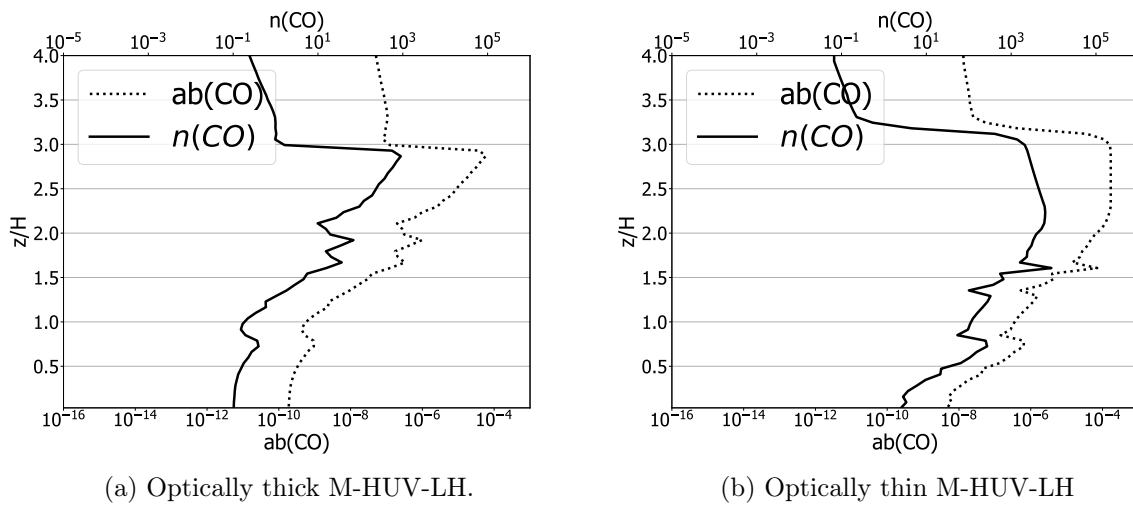 n(CO)
10^-5 10^-3 10^-1 10^1 10^3 10^5
4.0
3.5
3.0
2.5
2.0
1.5
1.0
0.5
z/H
ab(CO)
n(CO)
10^-16 10^-14 10^-12 10^-10 10^-8 10^-6 10^-4
ab(CO)
(a) Optically thick M-HUV-LH.
n(CO)
10^-5 10^-3 10^-1 10^1 10^3 10^5
4.0
3.5
3.0
2.5
2.0
1.5
1.0
0.5
z/H
ab(CO)
n(CO)
10^-16 10^-14 10^-12 10^-10 10^-8 10^-6 10^-4
ab(CO)
(b) Optically thin M-HUV-LH